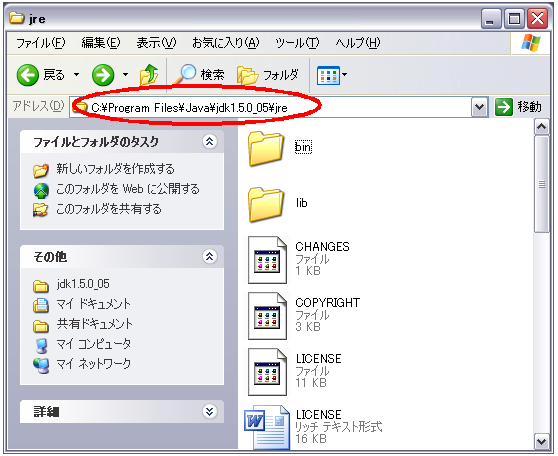 jre
ファイル(F) 編集(E) 表示(V) お気に入り(A) ツール(T) ヘルプ(H)
戻る 検索 フォルダ
アドレス(D) C:¥Program Files¥Java¥jdk1.5.0_05¥jre 移動
ファイルとフォルダのタスク
新しいフォルダを作成する
このフォルダを Web に公開する
このフォルダを共有する
その他
jdk1.5.0_05
マイ ドキュメント
共有ドキュメント
マイ コンピュータ
マイ ネットワーク
詳細
bin
lib
CHANGES
ファイル
1 KB
COPYRIGHT
ファイル
3 KB
LICENSE
ファイル
11 KB
LICENSE
リッチ テキスト形式
16 KB